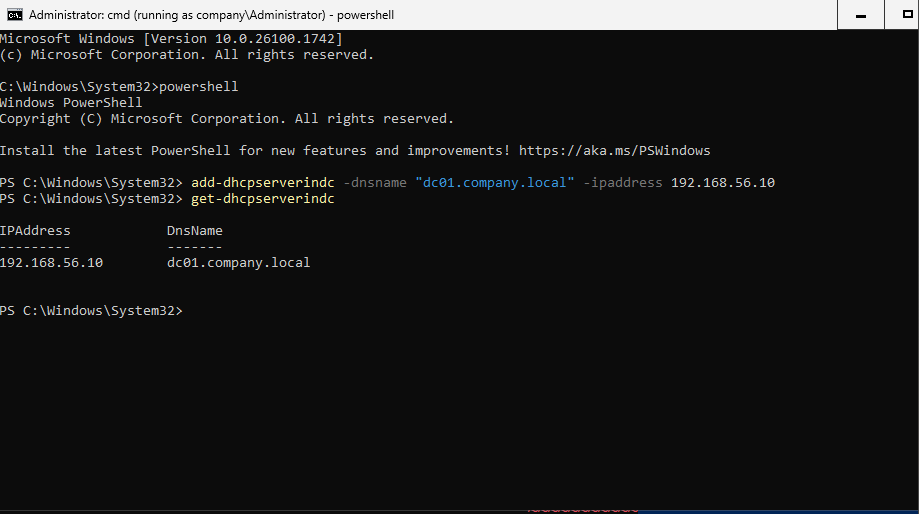 Administrator: cmd (running as company\Administrator) - powershell
Microsoft Windows [Version 10.0.26100.1742]
(c) Microsoft Corporation. All rights reserved.
C:\Windows\System32>powershell
Windows PowerShell
Copyright (C) Microsoft Corporation. All rights reserved.
Install the latest PowerShell for new features and improvements! https://aka.ms/PSWindows
PS C:\Windows\System32> add-dhcpserverindc -dnsname "dc01.company.local" -ipaddress 192.168.56.10
PS C:\Windows\System32> get-dhcpserverindc
IPAddress DnsName
--------- -------
192.168.56.10 dc01.company.local
PS C:\Windows\System32>